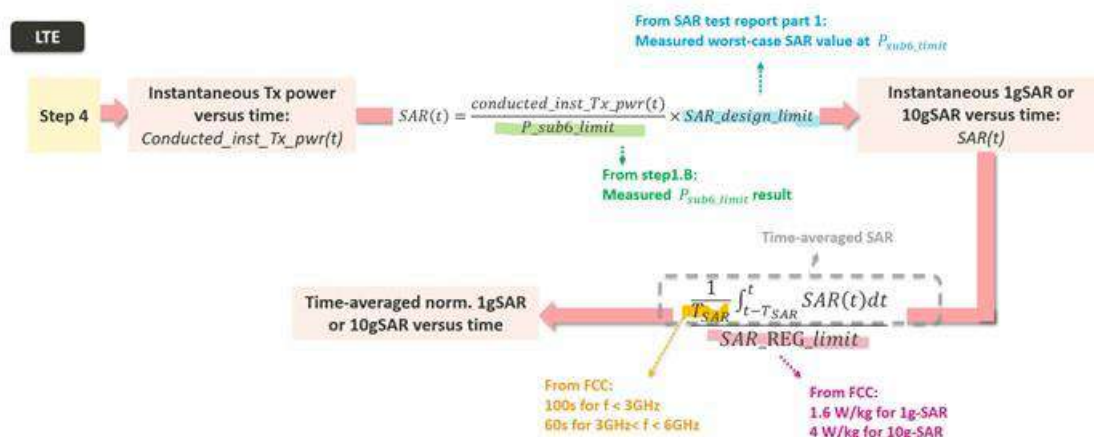 LTE
From SAR test report part 1:
Measured worst-case SAR value at P_sub6_limit
Step 4
Instantaneous Tx power
versus time:
Conducted_inst_Tx_pwr(t)
SAR(t) = conducted_inst_Tx_pwr(t) / P_sub6_limit × SAR_design_limit
Instantaneous 1gSAR or
10gSAR versus time:
SAR(t)
From step1.B:
Measured P_sub6_limit result
Time-averaged SAR
Time-averaged norm. 1gSAR
or 10gSAR versus time
1/T_SAR ∫_{t−T_SAR}^{t} SAR(t)dt
SAR_REG_limit
From FCC:
100s for f < 3GHz
60s for 3GHz< f < 6GHz
From FCC:
1.6 W/kg for 1g-SAR
4 W/kg for 10g-SAR